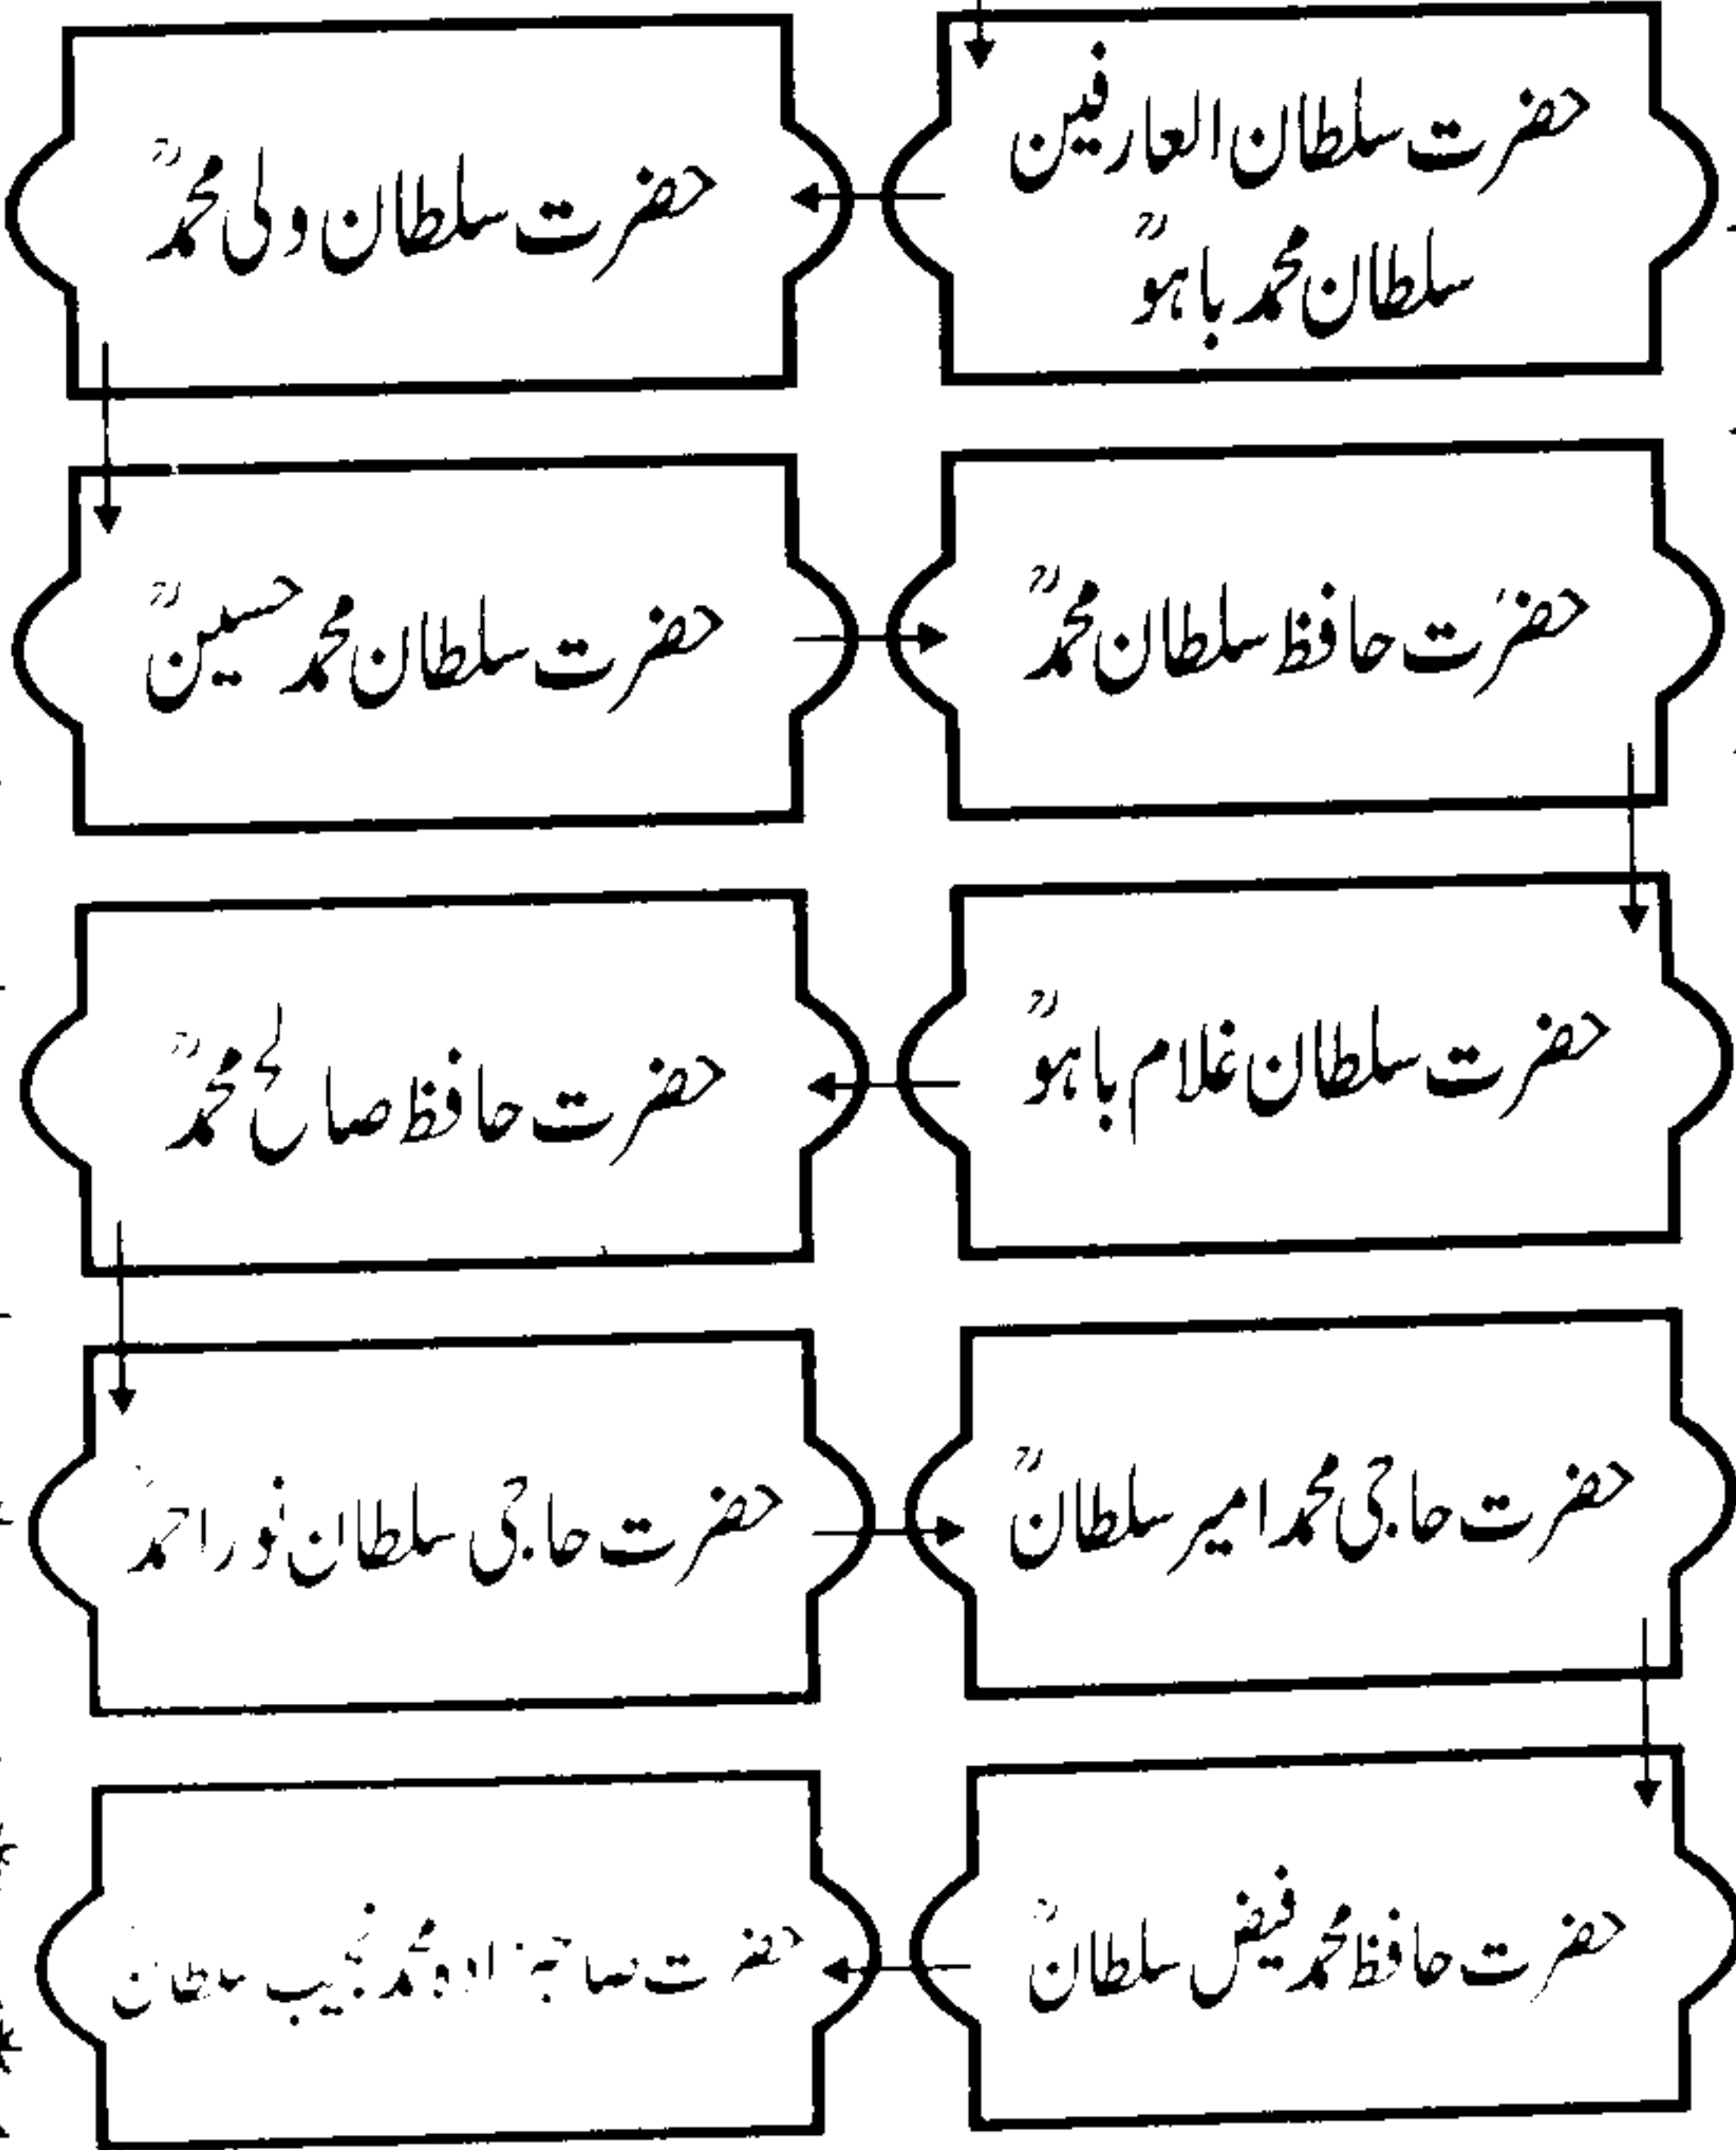 حضرت سلطان العارفین
سلطان محمد باہوؒ
حضرت سلطان ولی محمدؒ
حضرت سلطان محمد حسینؒ
حضرت حافظ سلطان محمدؒ
حضرت سلطان غلام باہوؒ
حضرت حافظ صالح محمدؒ
حضرت حاجی سلطان نور احمد
حضرت حاجی محمد امیر سلطانؒ
حضرت حافظ محمد فیض سلطانؒ
حضرت صاحبزادہ محمد نجیب سلطان